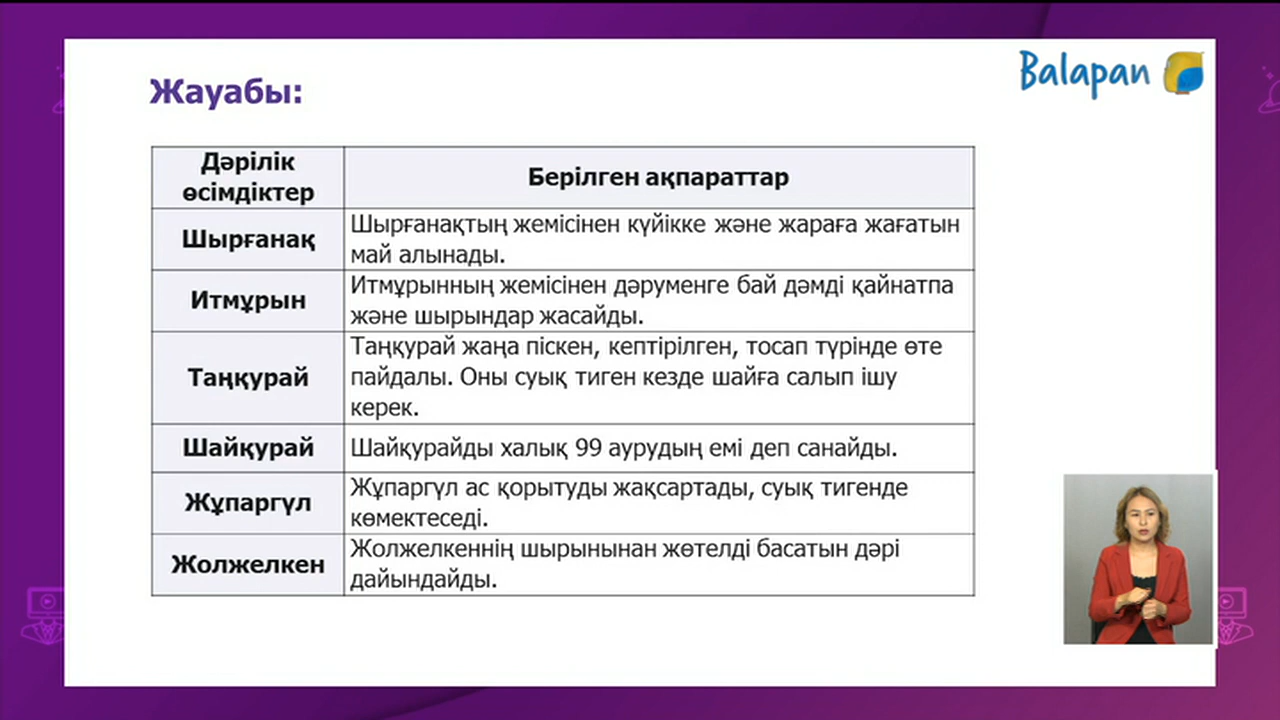 Balapan
Жауабы:
Дәрілік
өсімдіктер
Берілген ақпараттар
Шырғанақ
Шырғанақтың жемісінен күйікке және жараға жағатын
май алынады.
Итмұрын
Итмұрынның жемісінен дәруменге бай дәмді қайнатпа
және шырындар жасайды.
Таңқурай
Таңқурай жаңа піскен, кептірілген, тосап түрінде өте
пайдалы. Оны суық тиген кезде шайға салып ішу
керек.
Шайқурай
Шайқурайды халық 99 аурудың емі деп санайды.
Жұпаргүл
Жұпаргүл ас қорытуды жақсартады, суық тигенде
көмектеседі.
Жолжелкен
Жолжелкеннің шырынынан жөтелді басатын дәрі
дайындайды.